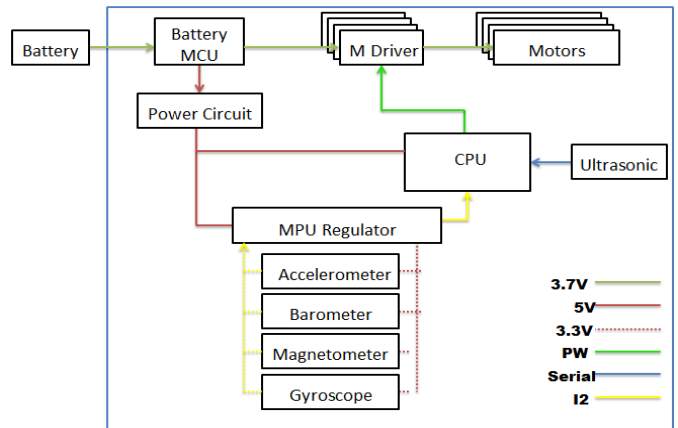 Battery
Battery
MCU
M Driver
Motors
Power Circuit
CPU
Ultrasonic
MPU Regulator
Accelerometer
Barometer
Magnetometer
Gyroscope
3.7V
5V
3.3V
PW
Serial
I2